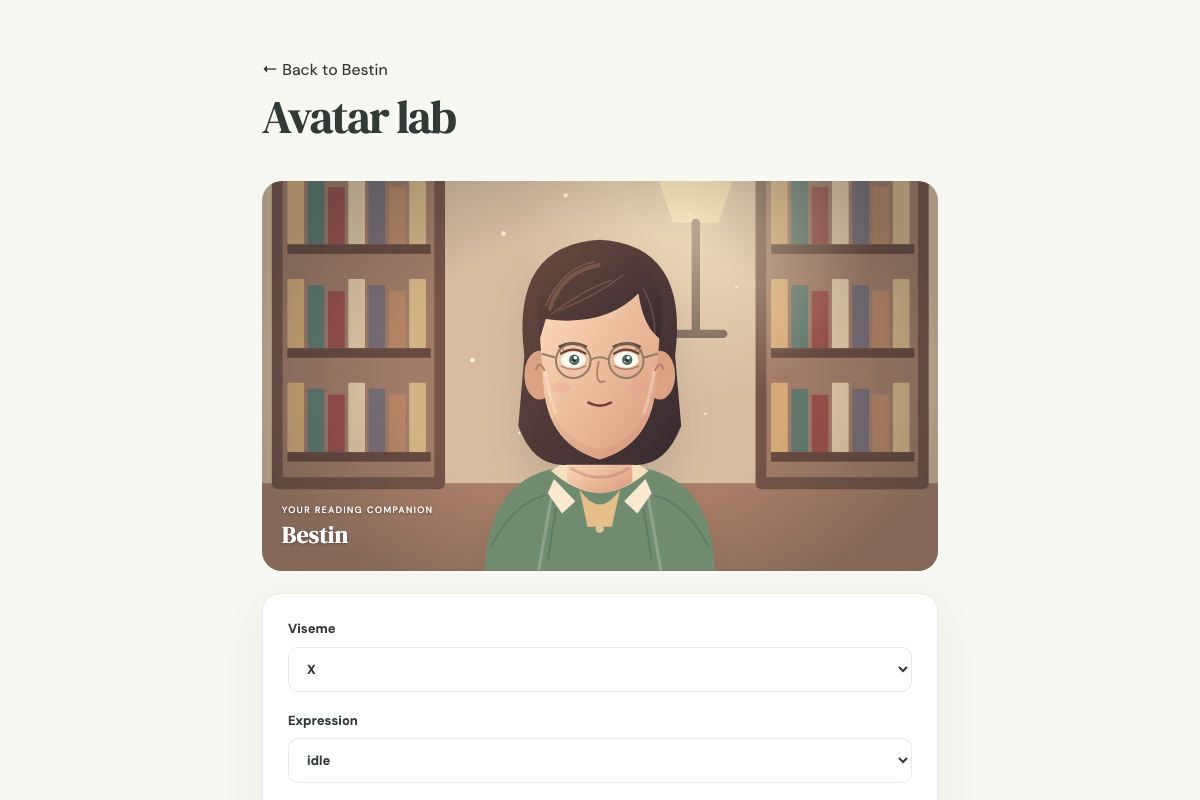 ← Back to Bestin
Avatar lab
YOUR READING COMPANION
Bestin
Viseme
X
Expression
idle